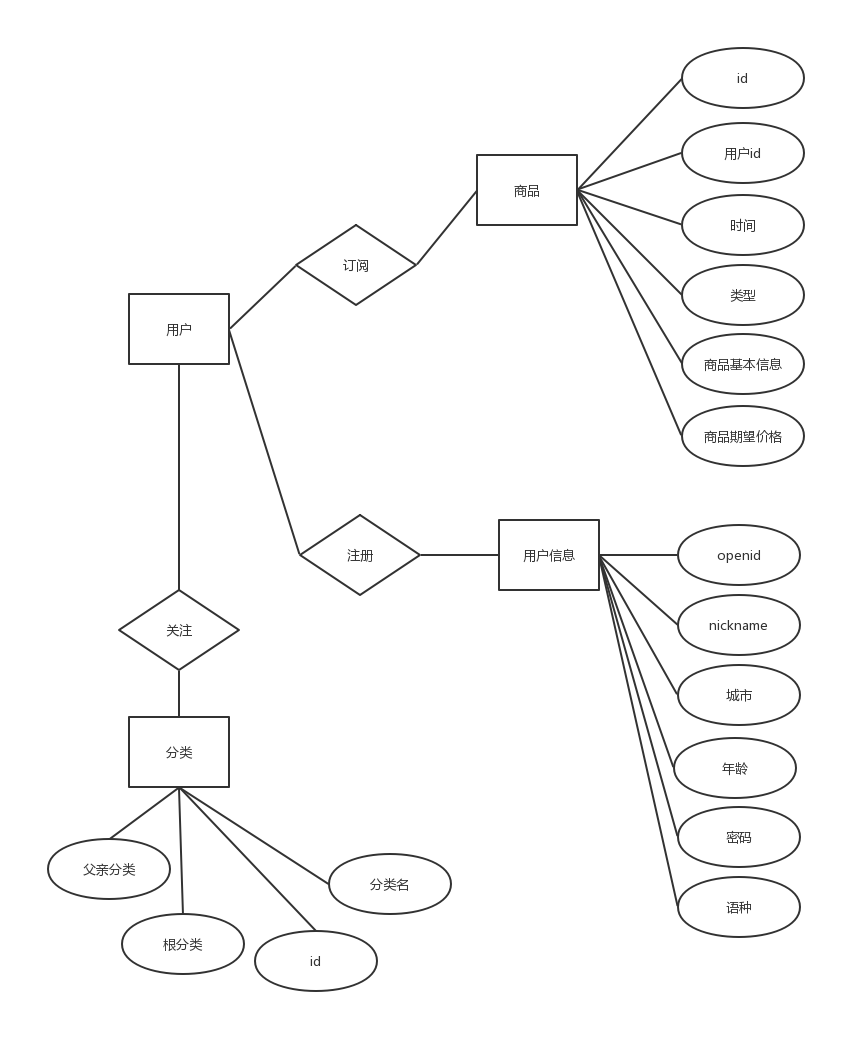 id
用户id
商品
时间
订阅
类型
用户
商品基本信息
商品期望价格
注册
用户信息
openid
nickname
关注
城市
分类
年龄
密码
父亲分类
分类名
语种
根分类
id